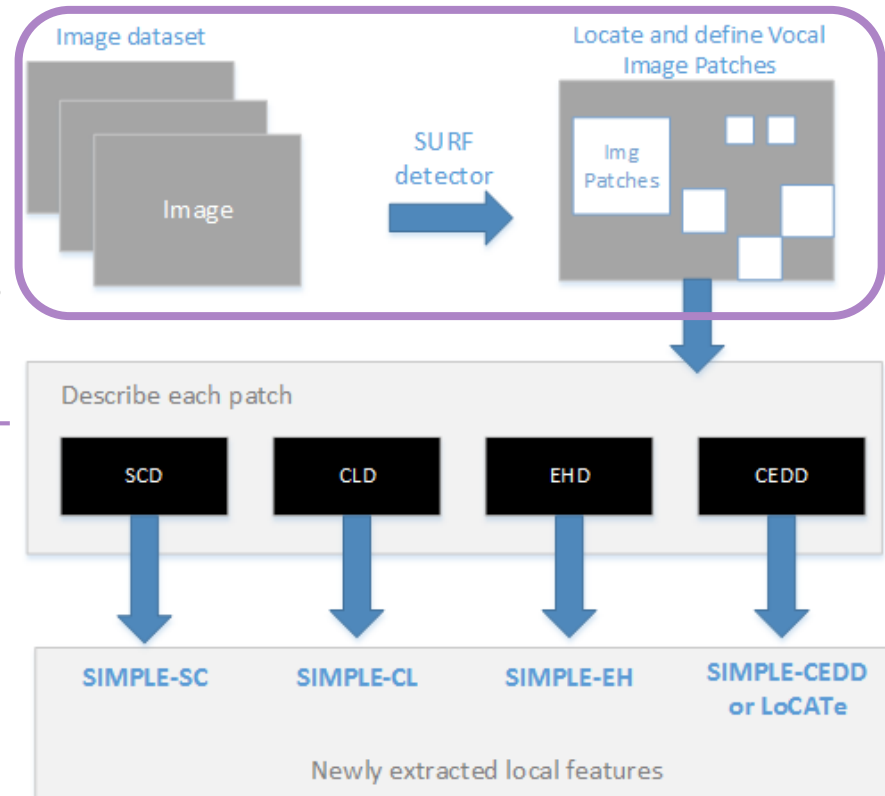 Image dataset
Locate and define Vocal
Image Patches
SURF
detector
Img
Patches
Image
Describe each patch
SCD
CLD
EHD
CEDD
SIMPLE-SC
SIMPLE-CL
SIMPLE-EH
SIMPLE-CEDD
or LoCATe
Newly extracted local features